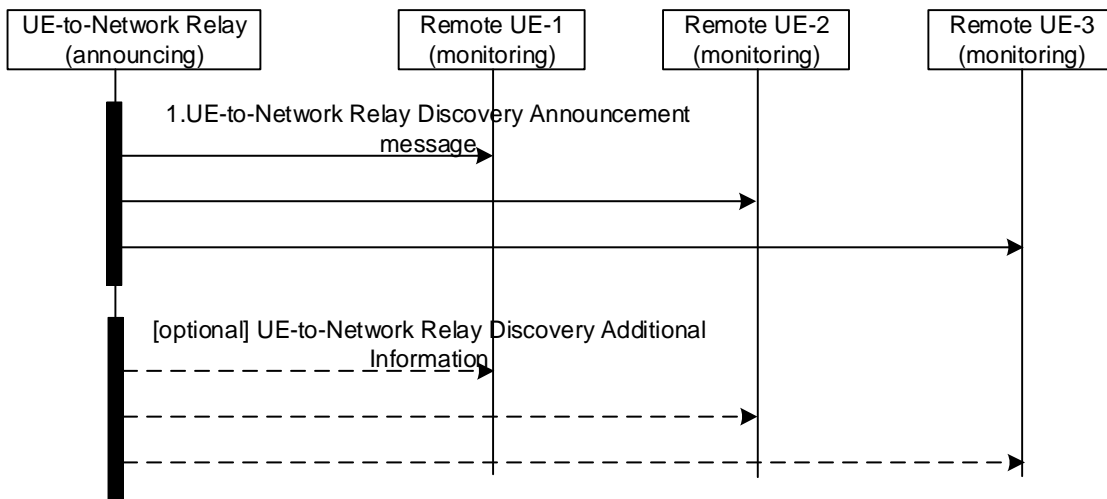 UE-to-Network Relay
(announcing)
Remote UE-1
(monitoring)
Remote UE-2
(monitoring)
Remote UE-3
(monitoring)
1.UE-to-Network Relay Discovery Announcement
message
[optional] UE-to-Network Relay Discovery Additional
Information